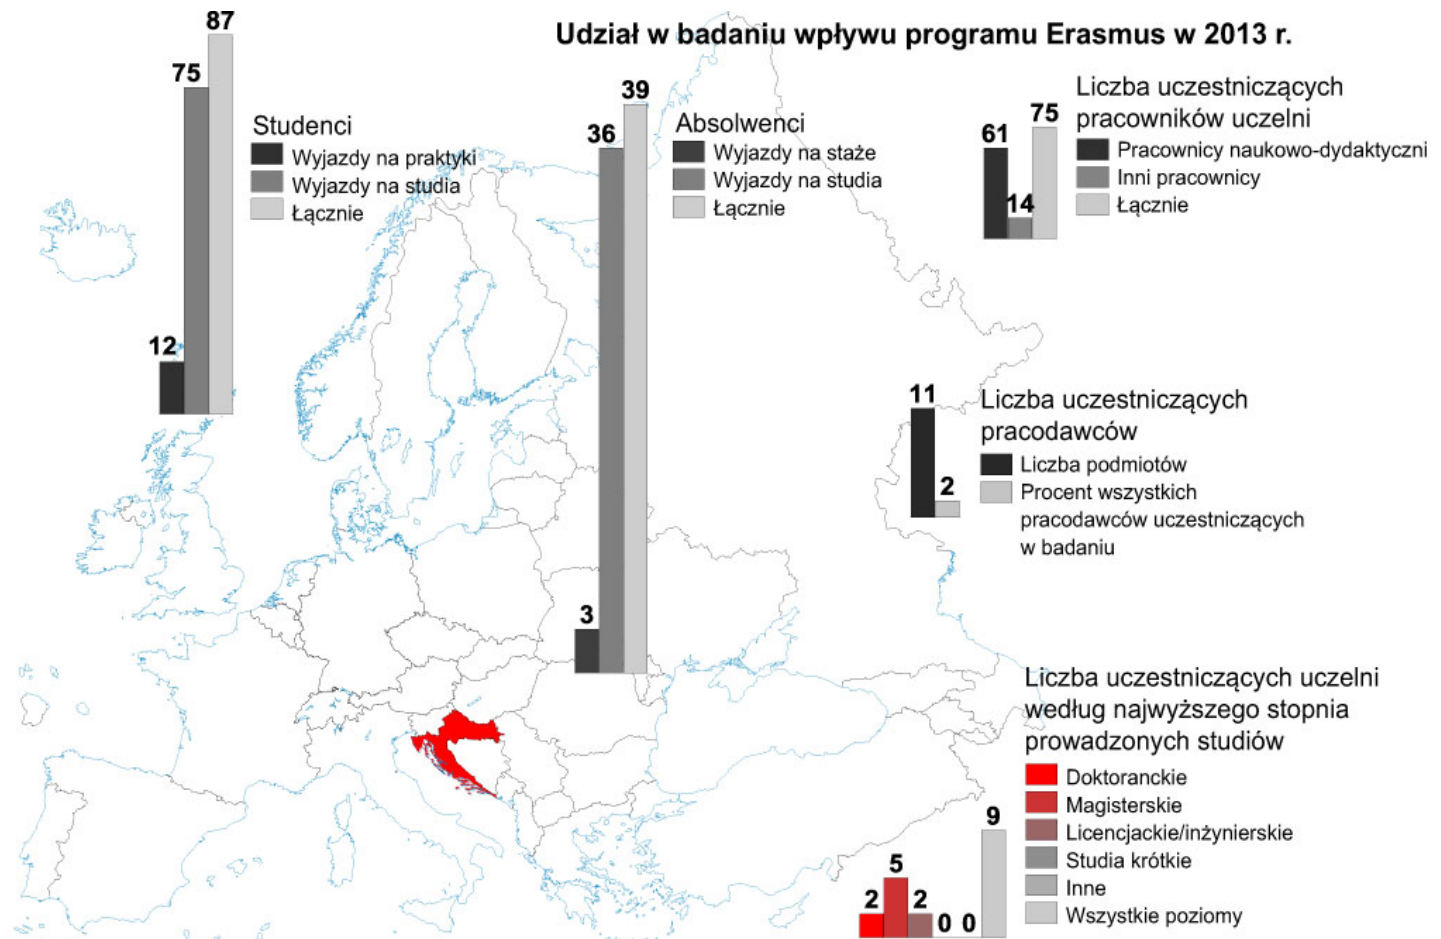 Udział w badaniu wpływu programu Erasmus w 2013 r.
87
75
12
Studenci
Wyjazdy na praktyki
Wyjazdy na studia
Łącznie
39
36
3
Absolwenci
Wyjazdy na staże
Wyjazdy na studia
Łącznie
61
14
75
Liczba uczestniczących
pracowników uczelni
Pracownicy naukowo-dydaktyczni
Inni pracownicy
Łącznie
11
2
Liczba uczestniczących
pracodawców
Liczba podmiotów
Procent wszystkich
pracodawców uczestniczących
w badaniu
Liczba uczestniczących uczelni
według najwyższego stopnia
prowadzonych studiów
Doktoranckie
Magisterskie
Licencjackie/inżynierskie
Studia krótkie
Inne
Wszystkie poziomy
2
5
2
0
0
9